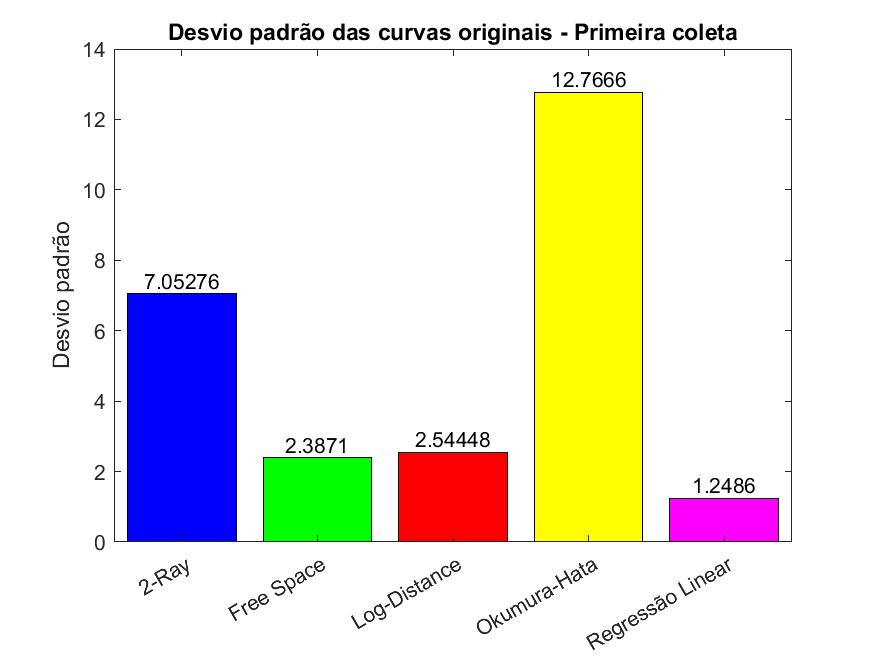 Desvio padrão das curvas originais - Primeira coleta
Desvio padrão
14
12
10
8
6
4
2
0
7.05276
2.3871
2.54448
12.7666
1.2486
2-Ray
Free Space
Log-Distance
Okumura-Hata
Regressão Linear